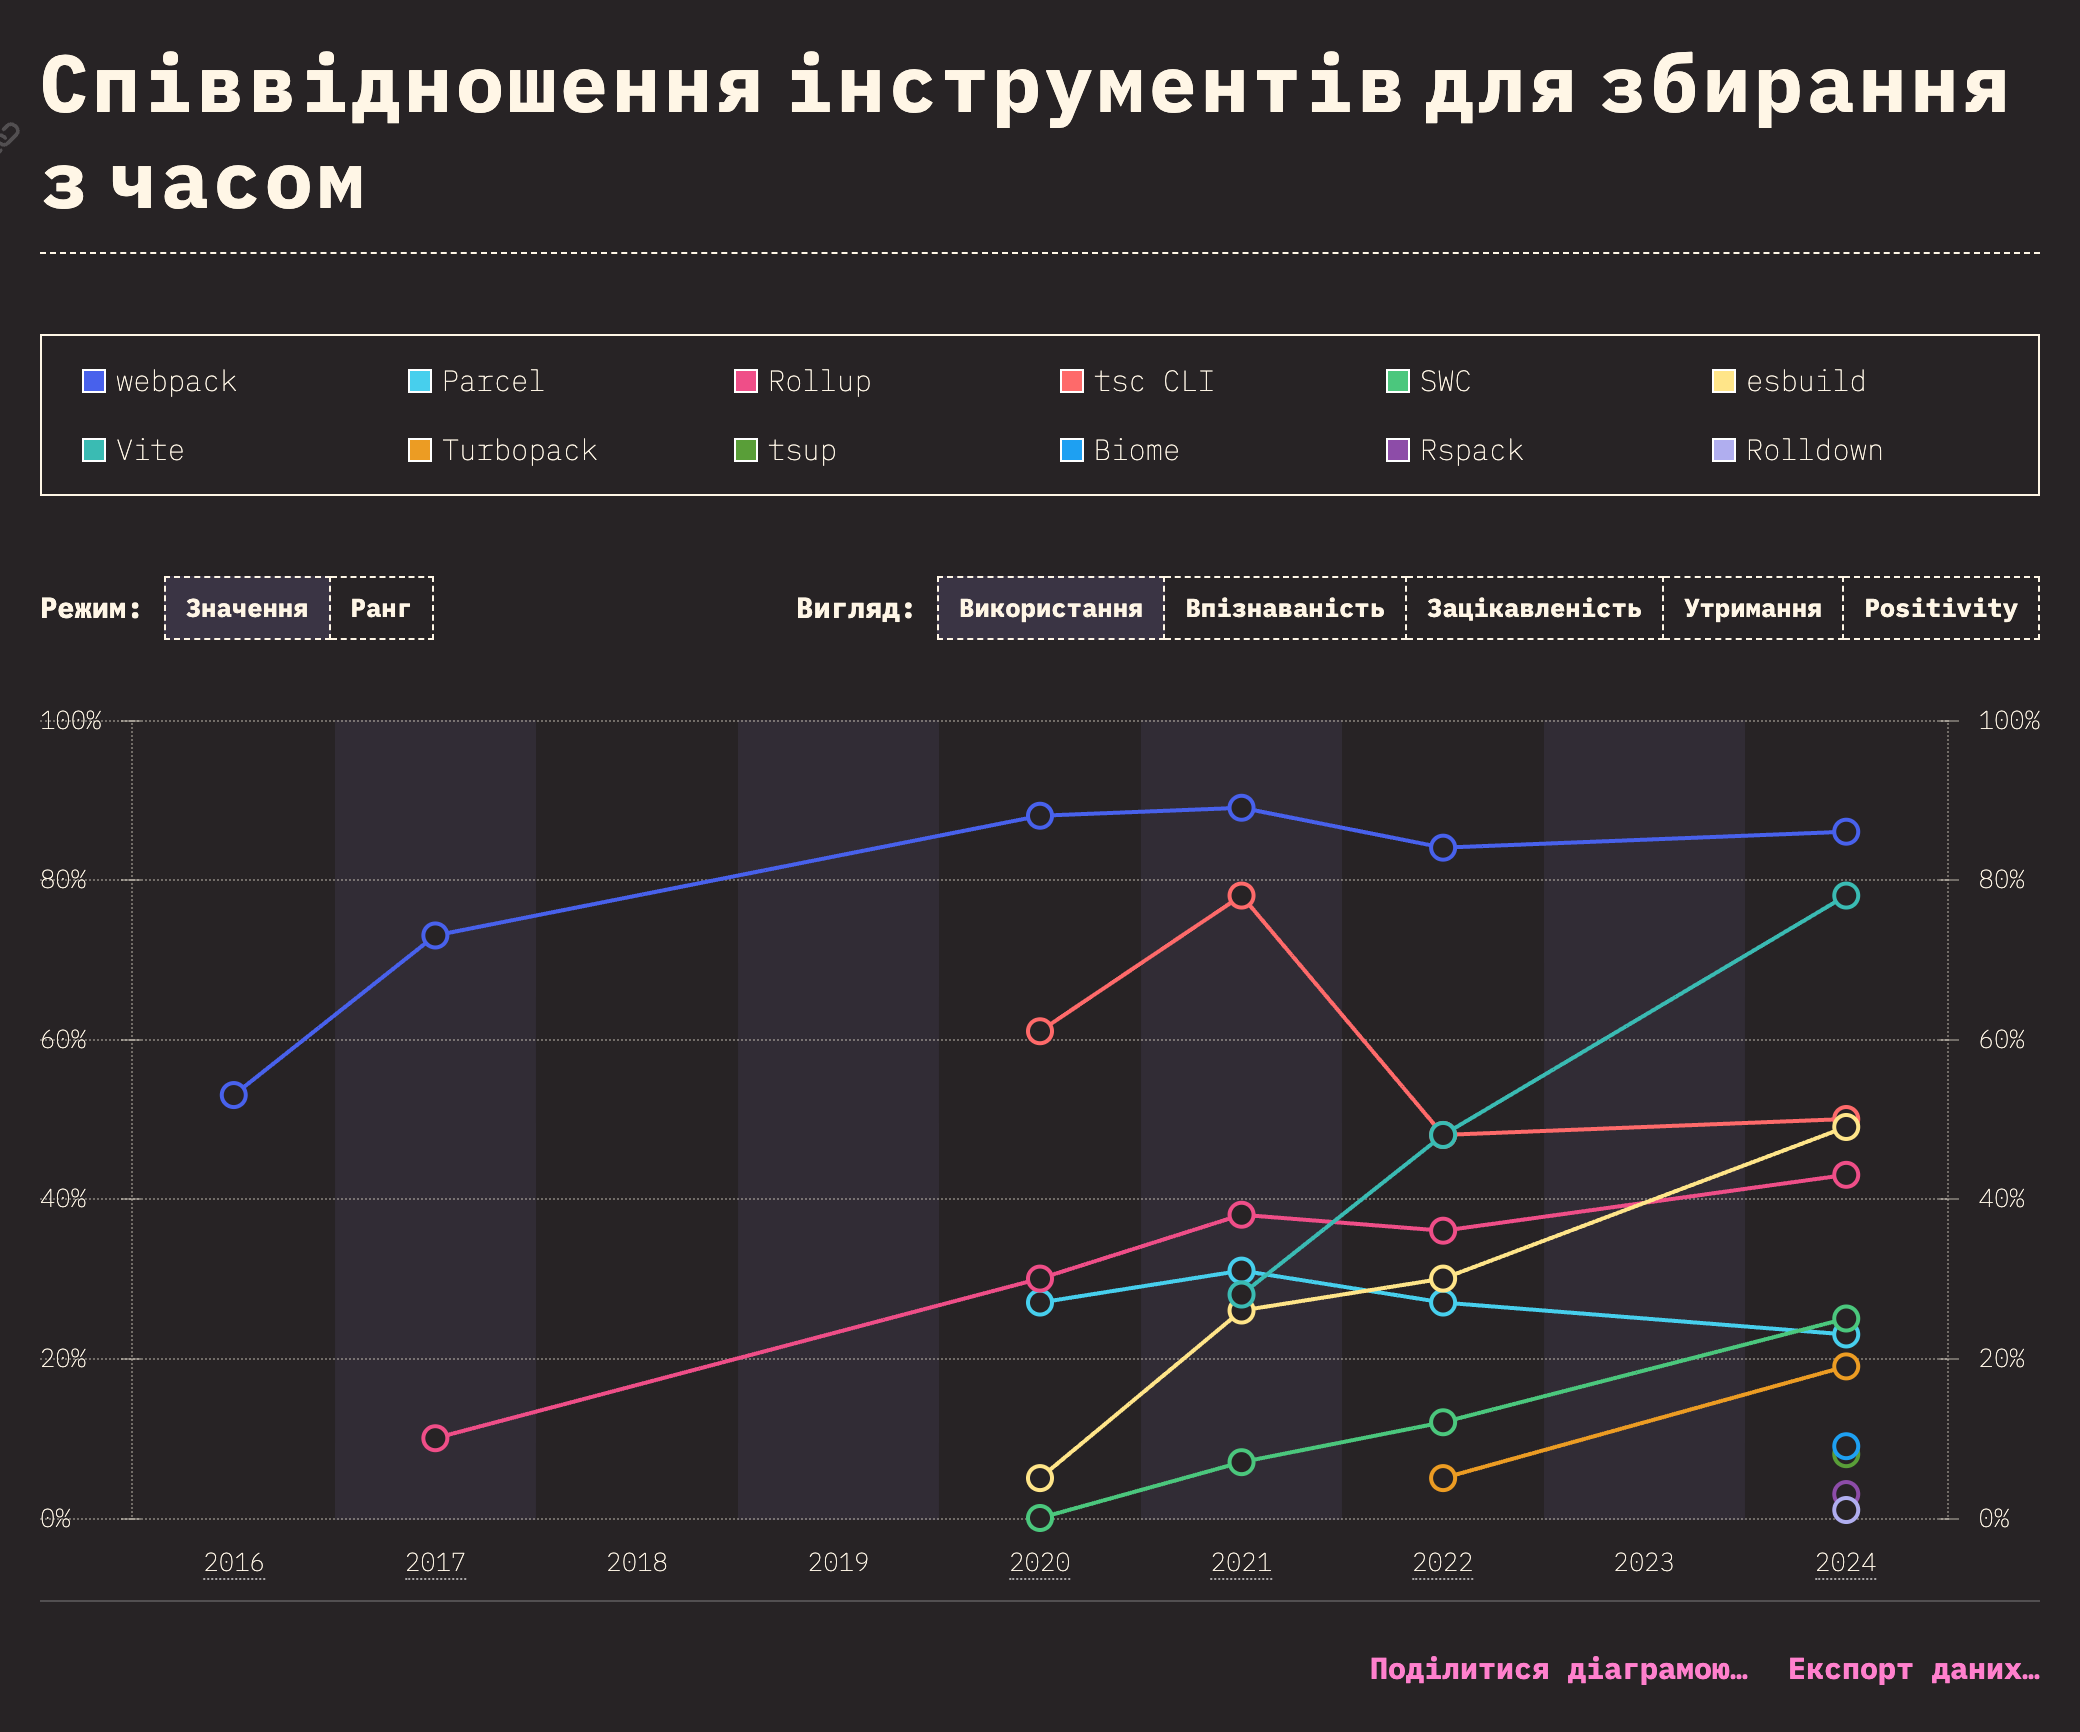 Співвідношення інструментів для збирання
з часом
webpack Parcel Rollup tsc CLI SWC esbuild
Vite Turbopack tsup Biome Rspack Rolldown
Режим: Значення Ранг Вигляд: Використання Впізнаваність Зацікавленість Утримання Positivity
100% 100%
80% 80%
60% 60%
40% 40%
20% 20%
0% 0%
2016 2017 2018 2019 2020 2021 2022 2023 2024
Поділитися діаграмою… Експорт даних…